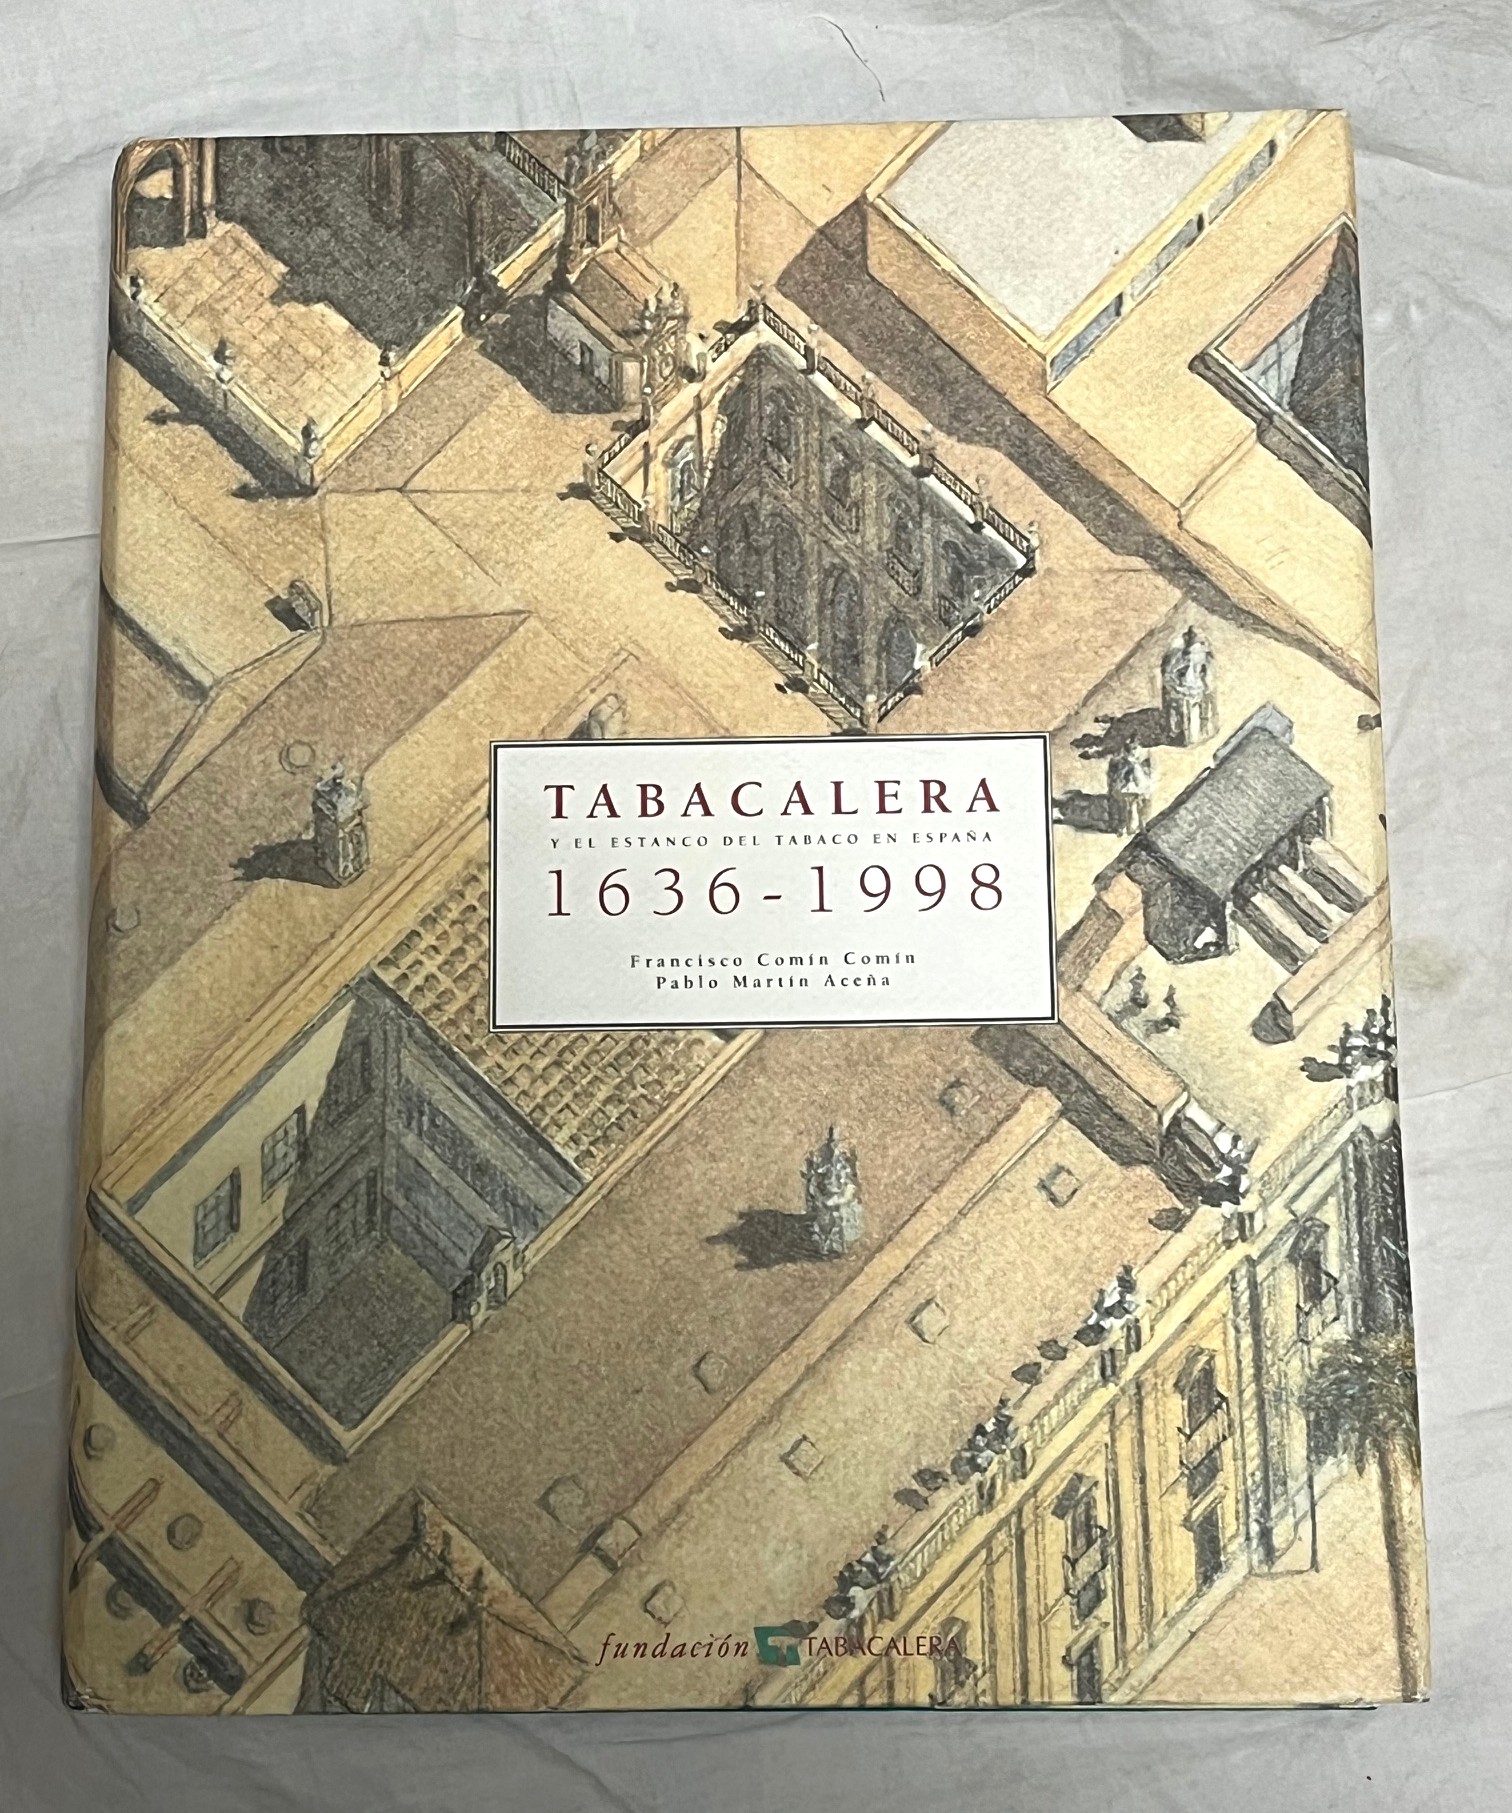 TABACALERA
Y EL ESTANCO DEL TABACO EN ESPAÑA
1636-1998
Francisco Comín Comín
Pablo Martín Aceña
fundación TABACALERA